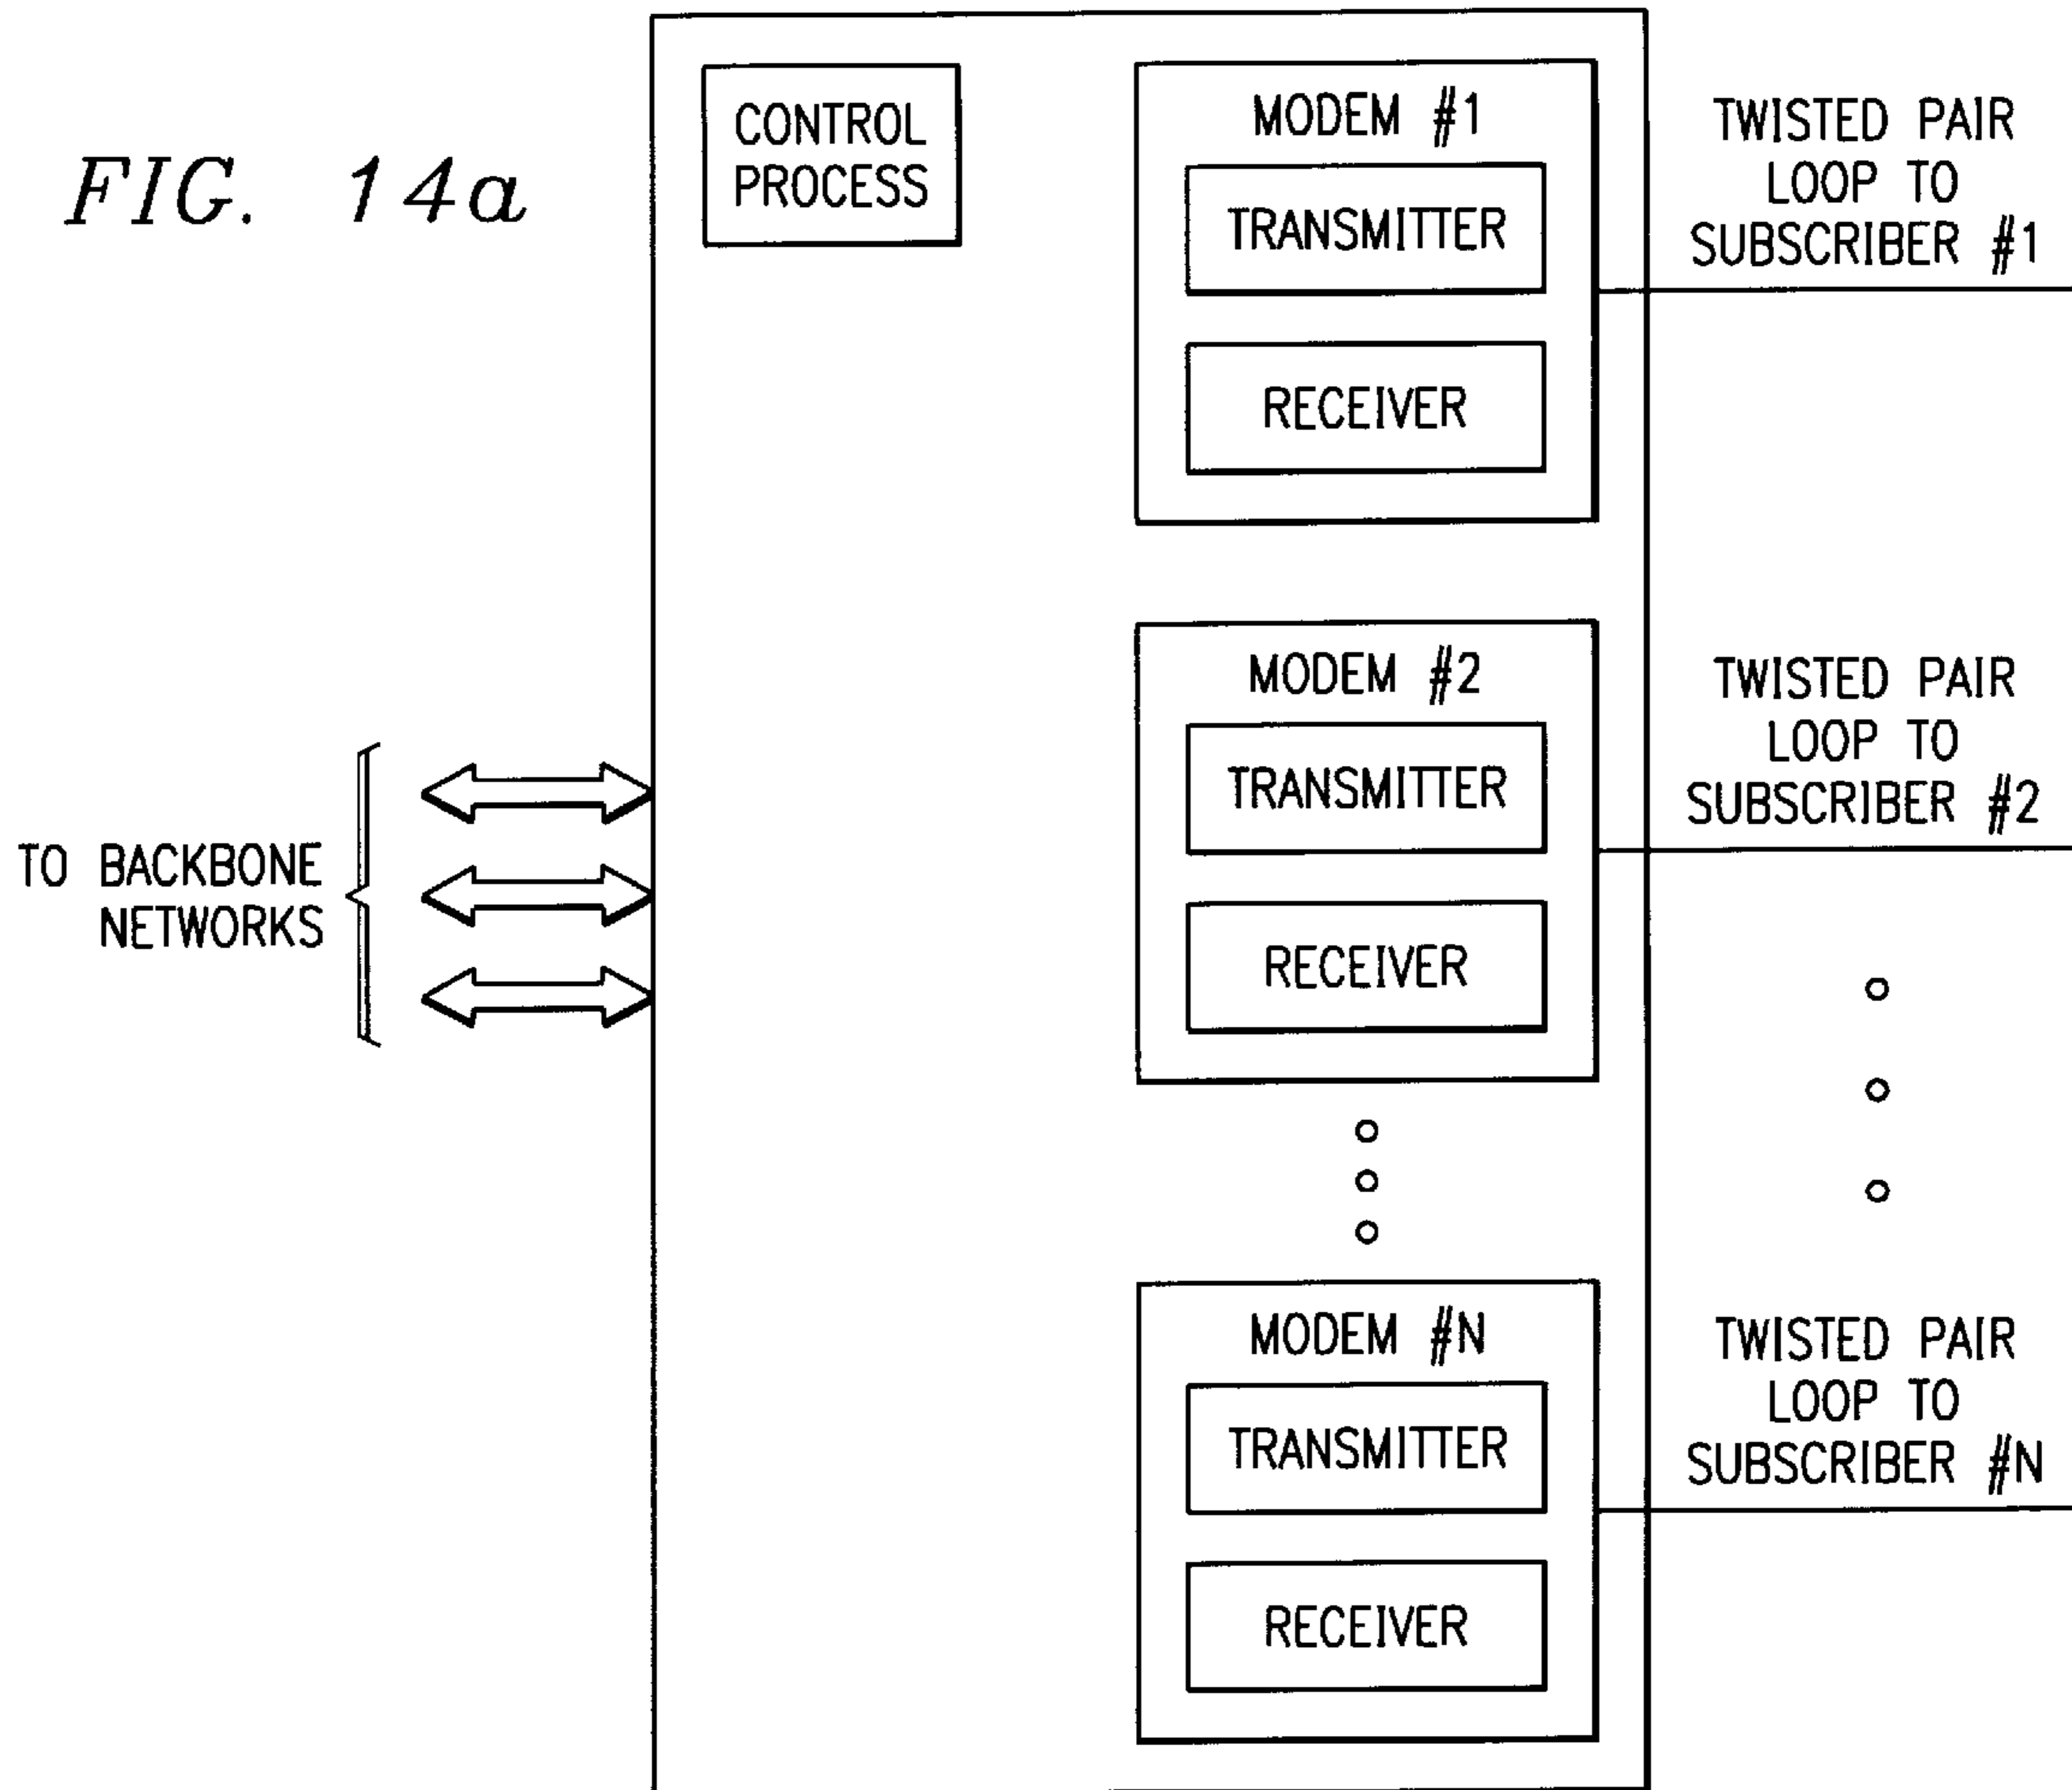 FIG. 14a
CONTROL
PROCESS
MODEM #1
TRANSMITTER
RECEIVER
TWISTED PAIR
LOOP TO
SUBSCRIBER #1
MODEM #2
TRANSMITTER
RECEIVER
TWISTED PAIR
LOOP TO
SUBSCRIBER #2
TO BACKBONE
NETWORKS
MODEM #N
TRANSMITTER
RECEIVER
TWISTED PAIR
LOOP TO
SUBSCRIBER #N